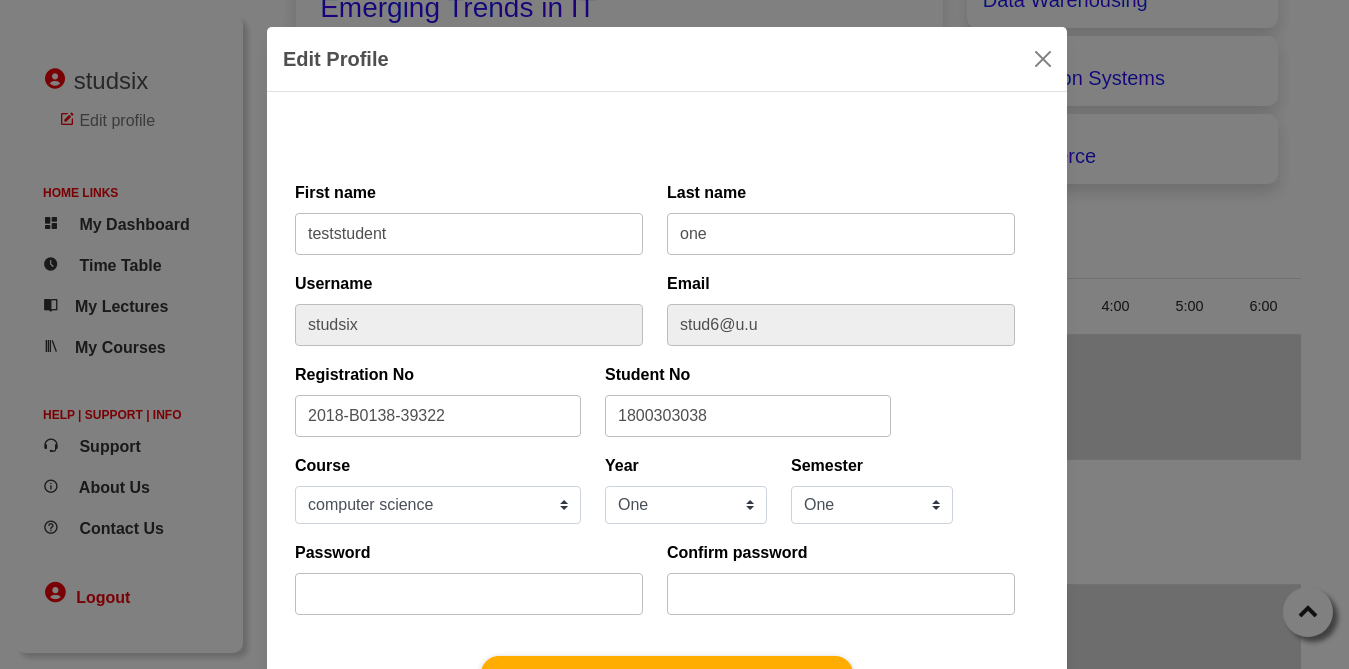 Emerging Trends in IT
Data Warehousing
on Systems
rce
4:00 5:00 6:00
studsix
Edit profile
HOME LINKS
My Dashboard
Time Table
My Lectures
My Courses
HELP | SUPPORT | INFO
Support
About Us
Contact Us
Logout
Edit Profile
First name Last name
teststudent one
Username Email
studsix stud6@u.u
Registration No Student No
2018-B0138-39322 1800303038
Course Year Semester
computer science One One
Password Confirm password